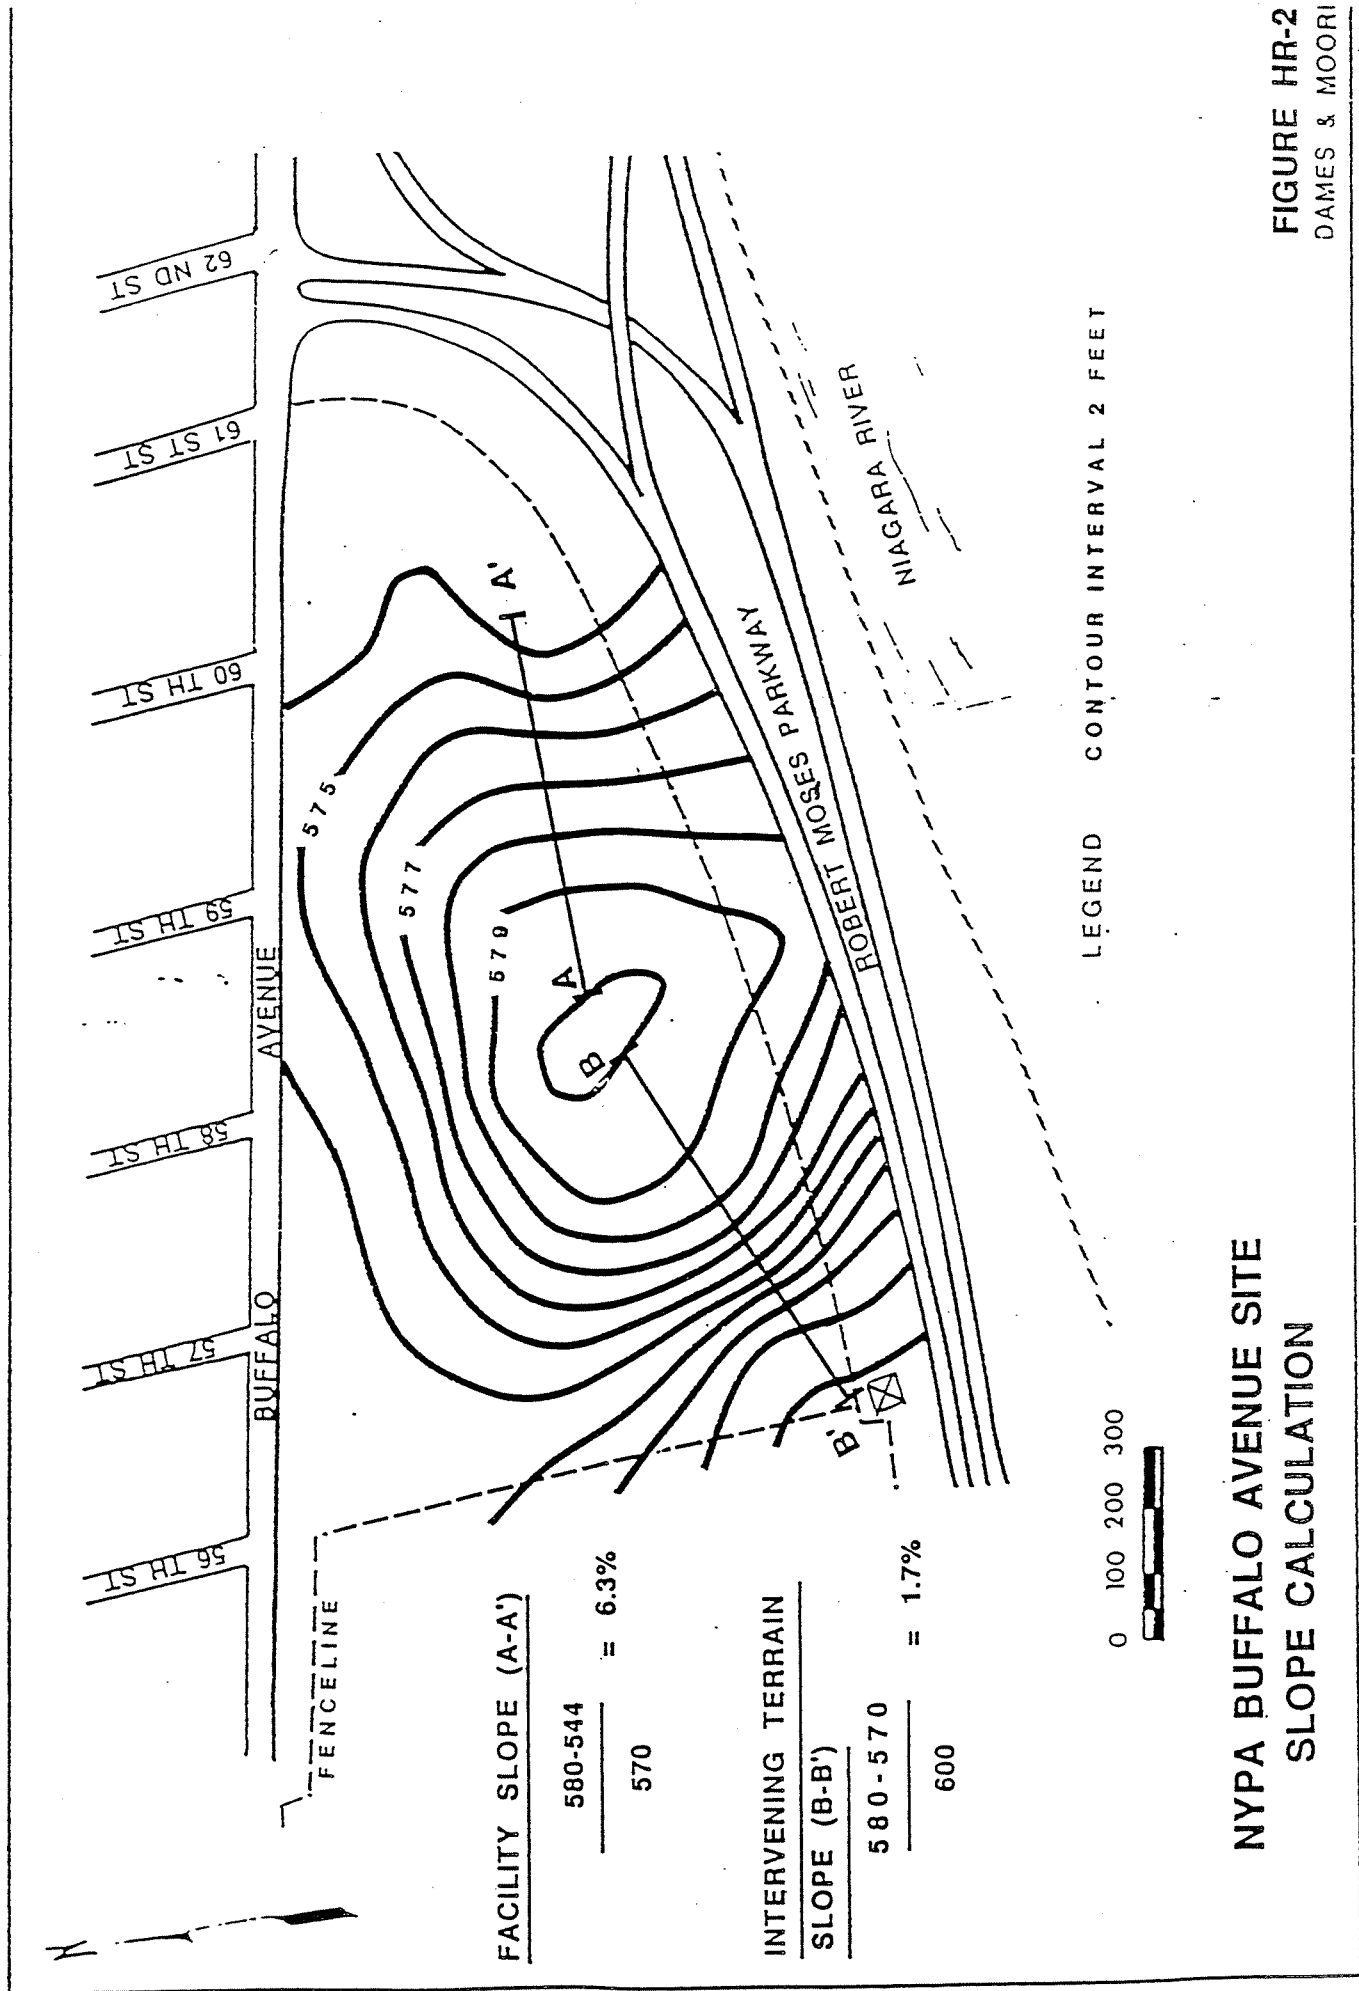 N
56 TH ST
57 TH ST
58 TH ST
59 TH ST
60 TH ST
61 ST ST
62 ND ST
BUFFALO AVENUE
FENCELINE
575
577
579
A
A'
B
B'
ROBERT MOSES PARKWAY
NIAGARA RIVER
FACILITY SLOPE (A-A')
580-544
= 6.3%
570
INTERVENING TERRAIN
SLOPE (B-B')
580-570
= 1.7%
600
0 100 200 300
LEGEND CONTOUR INTERVAL 2 FEET
NYPA BUFFALO AVENUE SITE
SLOPE CALCULATION
FIGURE HR-2
DAMES & MOORE